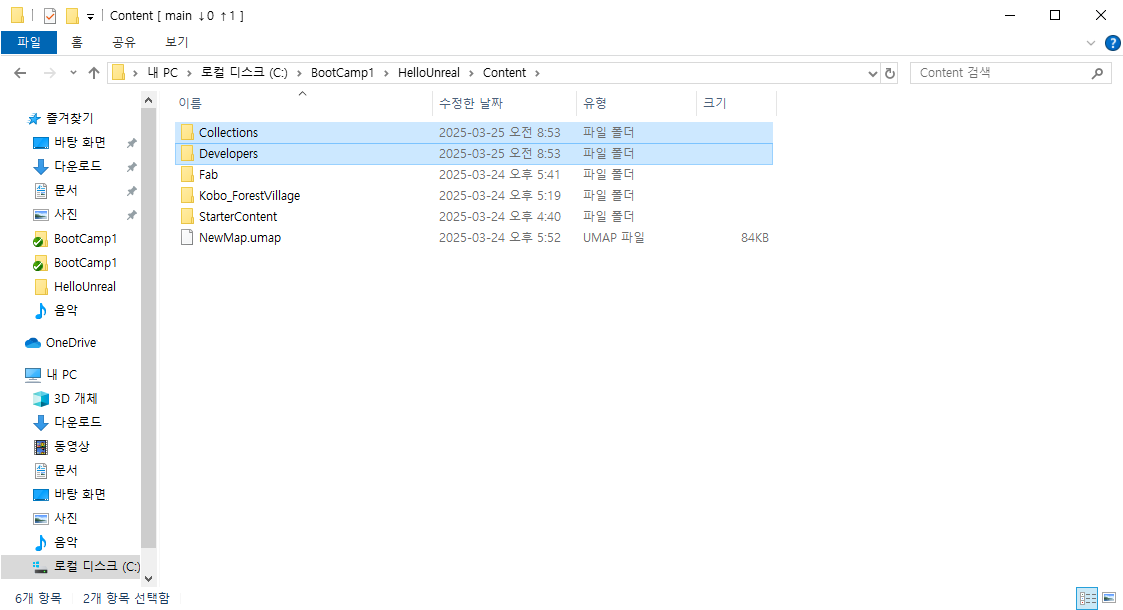 Content [ main ↓0 ↑1 ]
파일 홈 공유 보기
내 PC › 로컬 디스크 (C:) › BootCamp1 › HelloUnreal › Content ›
Content 검색
즐겨찾기
바탕 화면
다운로드
문서
사진
BootCamp1
BootCamp1
HelloUnreal
음악
OneDrive
내 PC
3D 개체
다운로드
동영상
문서
바탕 화면
사진
음악
로컬 디스크 (C:)
이름 수정한 날짜 유형 크기
Collections 2025-03-25 오전 8:53 파일 폴더
Developers 2025-03-25 오전 8:53 파일 폴더
Fab 2025-03-24 오후 5:41 파일 폴더
Kobo_ForestVillage 2025-03-24 오후 5:19 파일 폴더
StarterContent 2025-03-24 오후 4:40 파일 폴더
NewMap.umap 2025-03-24 오후 5:52 UMAP 파일 84KB
6개 항목 2개 항목 선택함